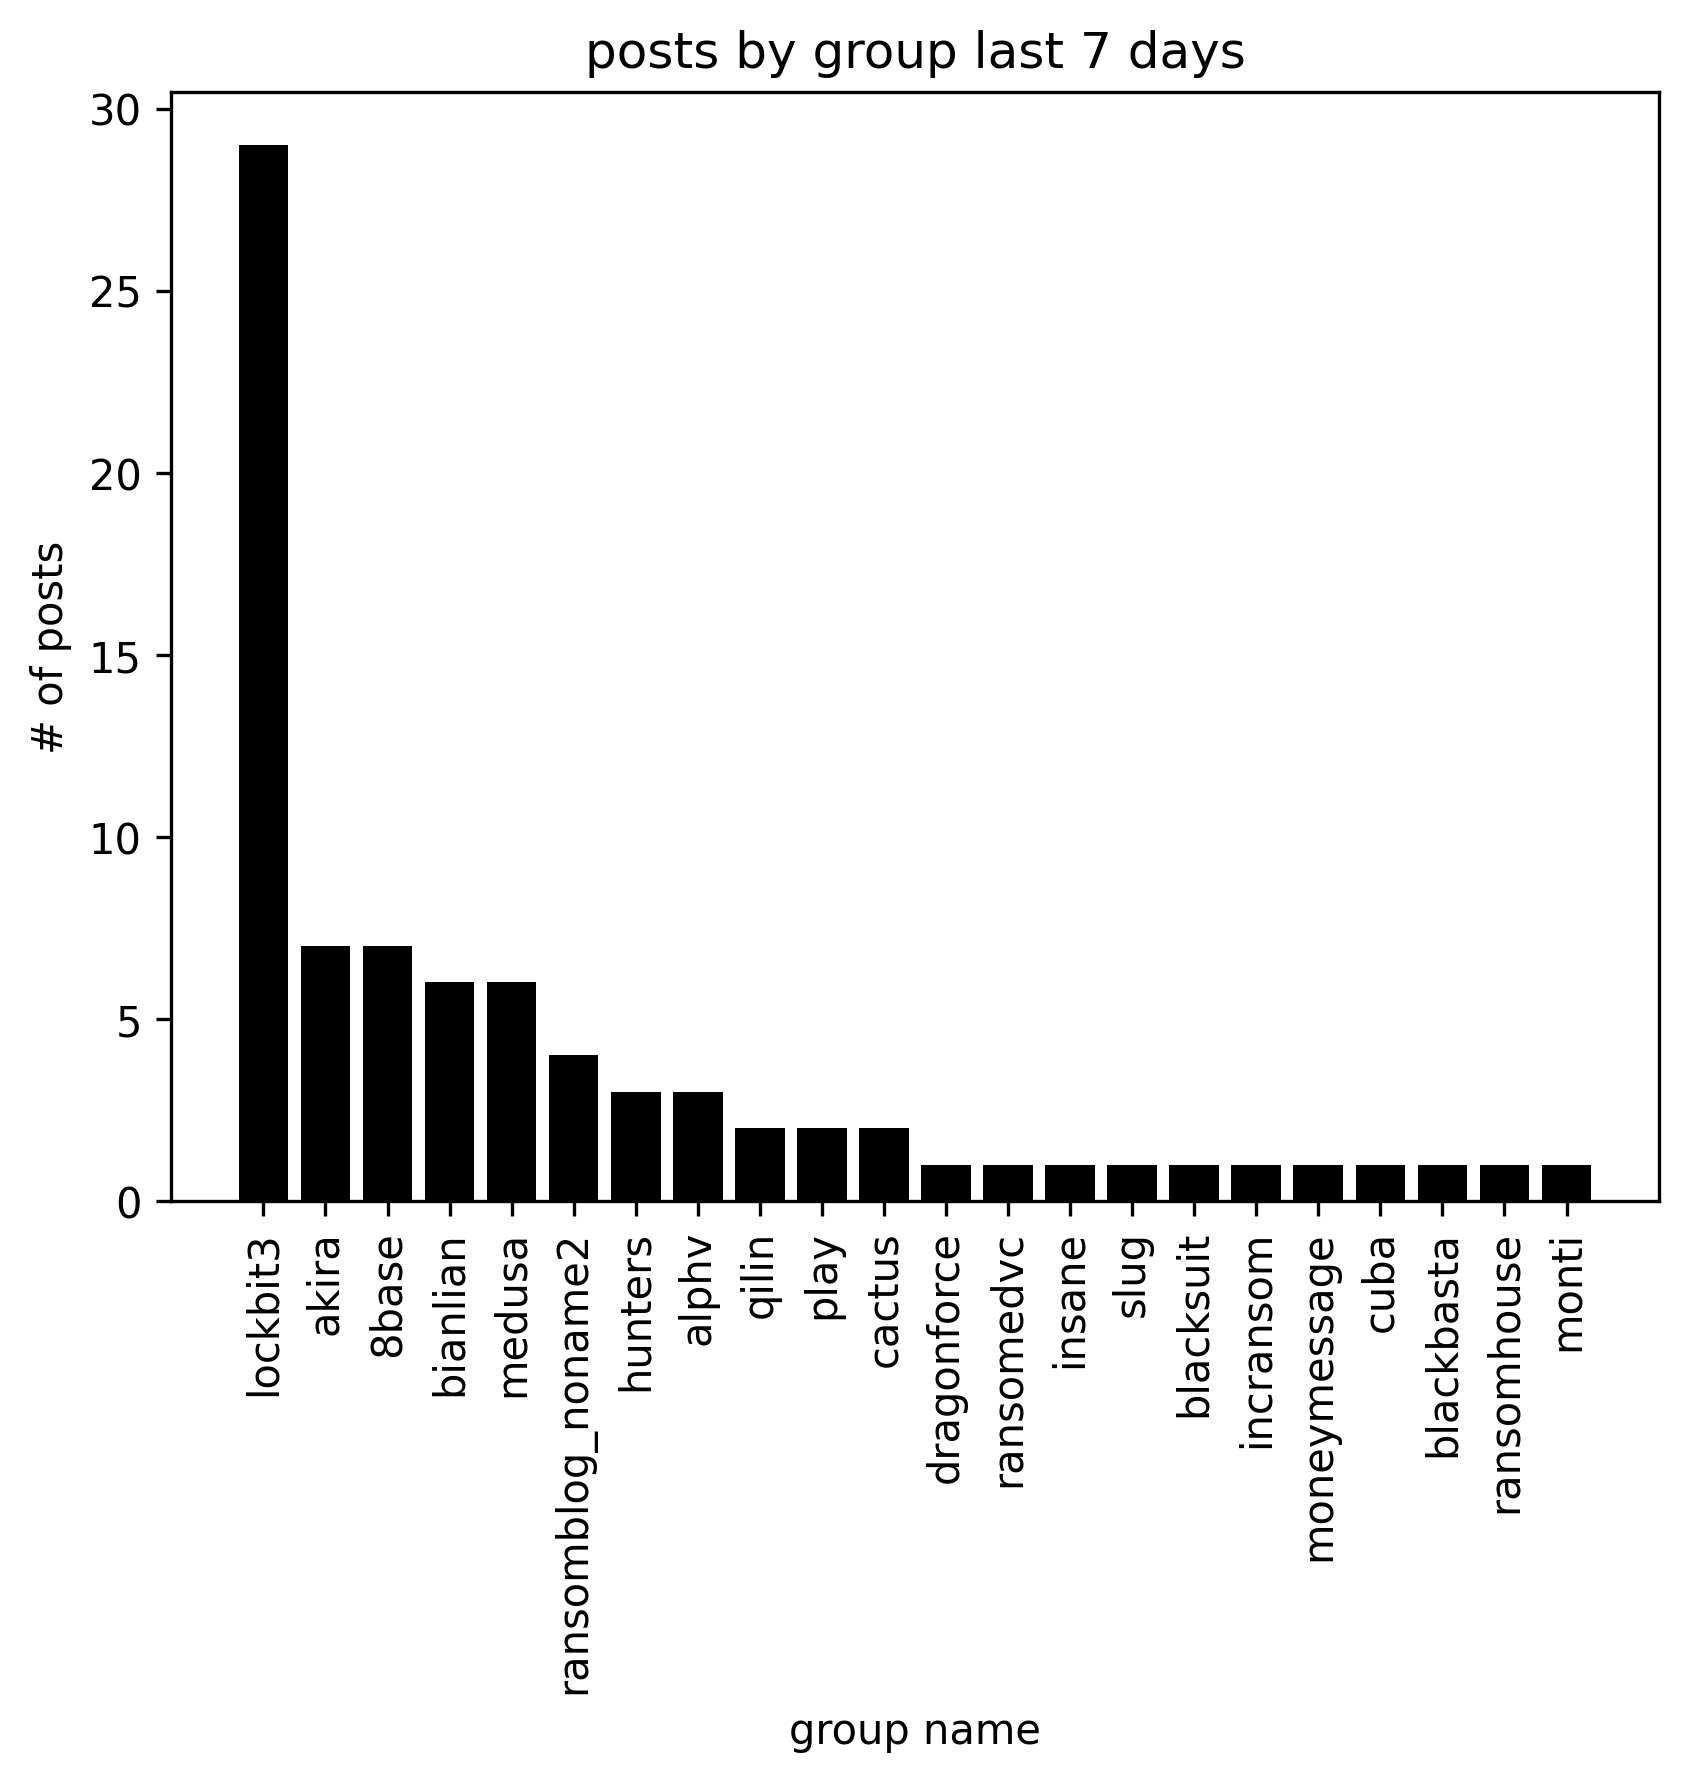 posts by group last 7 days
30
25
20
15
10
5
0
# of posts
lockbit3
akira
8base
bianlian
medusa
ransomblog_noname2
hunters
alphv
qilin
play
cactus
dragonforce
ransomedvc
insane
slug
blacksuit
incransom
moneymessage
cuba
blackbasta
ransomhouse
monti
group name